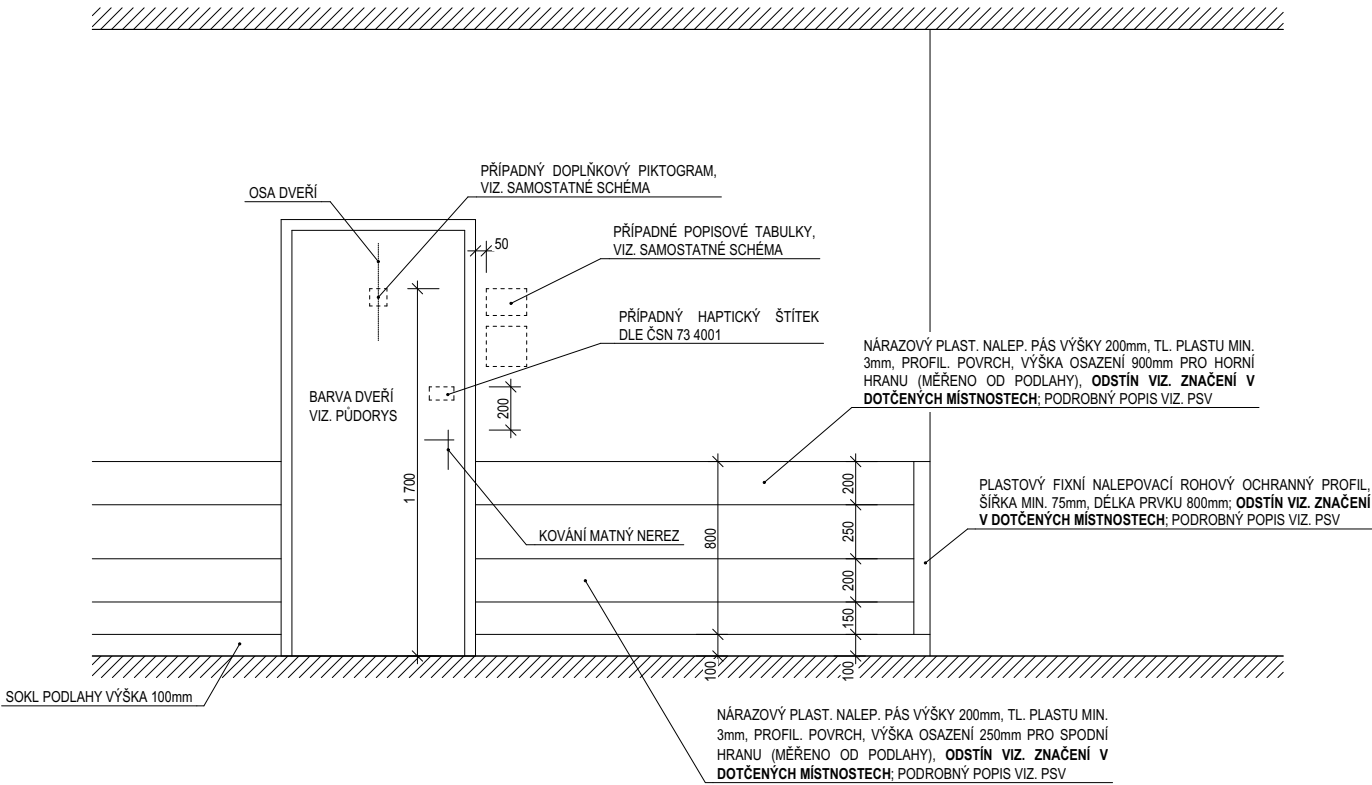 PŘÍPADNÝ DOPLŇKOVÝ PIKTOGRAM,
VIZ. SAMOSTATNÉ SCHÉMA
OSA DVEŘÍ
PŘÍPADNÉ POPISOVÉ TABULKY,
VIZ. SAMOSTATNÉ SCHÉMA
50
PŘÍPADNÝ HAPTICKÝ ŠTÍTEK
DLE ČSN 73 4001
NÁRAZOVÝ PLAST. NALEP. PÁS VÝŠKY 200mm, TL. PLASTU MIN.
3mm, PROFIL. POVRCH, VÝŠKA OSAZENÍ 900mm PRO HORNÍ
HRANU (MĚŘENO OD PODLAHY), ODSTÍN VIZ. ZNAČENÍ V
DOTČENÝCH MÍSTNOSTECH; PODROBNÝ POPIS VIZ. PSV
BARVA DVEŘÍ
VIZ. PŮDORYS
200
1 700
PLASTOVÝ FIXNÍ NALEPOVACÍ ROHOVÝ OCHRANNÝ PROFIL,
ŠÍŘKA MIN. 75mm, DÉLKA PRVKU 800mm; ODSTÍN VIZ. ZNAČENÍ
V DOTČENÝCH MÍSTNOSTECH; PODROBNÝ POPIS VIZ. PSV
KOVÁNÍ MATNÝ NEREZ
800
200
250
200
150
100
100
SOKL PODLAHY VÝŠKA 100mm
NÁRAZOVÝ PLAST. NALEP. PÁS VÝŠKY 200mm, TL. PLASTU MIN.
3mm, PROFIL. POVRCH, VÝŠKA OSAZENÍ 250mm PRO SPODNÍ
HRANU (MĚŘENO OD PODLAHY), ODSTÍN VIZ. ZNAČENÍ V
DOTČENÝCH MÍSTNOSTECH; PODROBNÝ POPIS VIZ. PSV